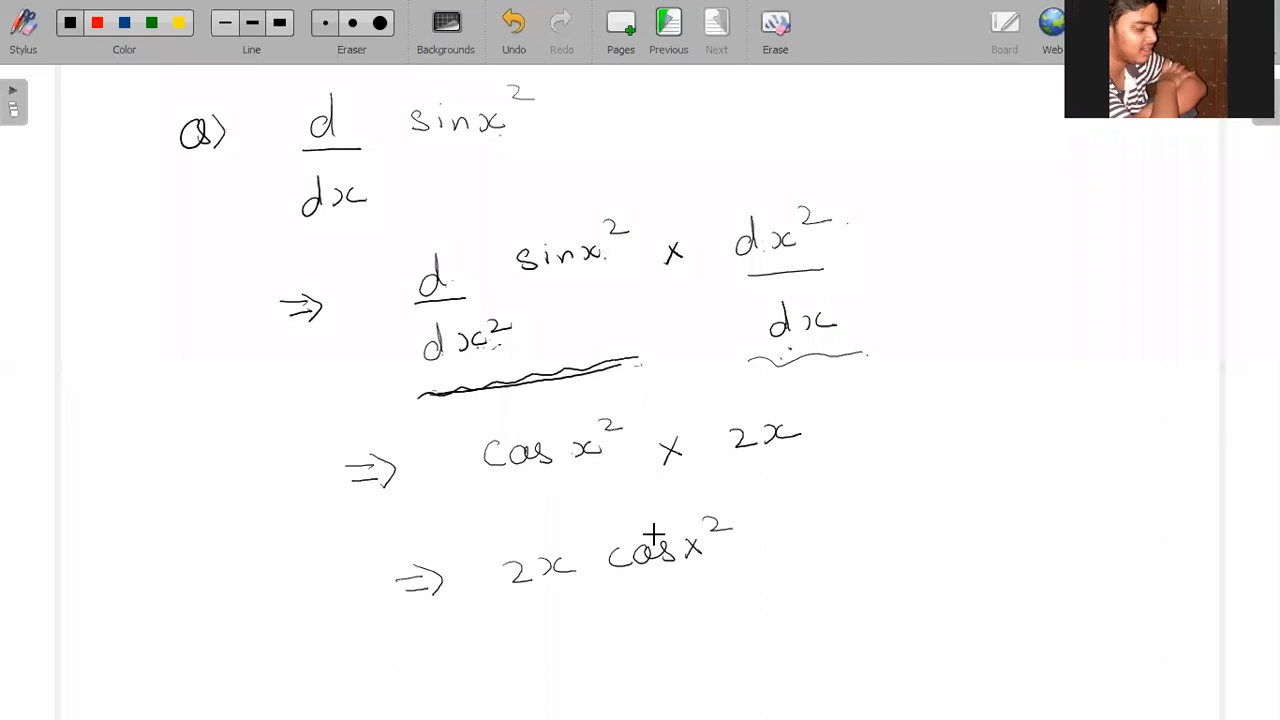 Stylus Color Line Eraser Backgrounds Undo Redo Pages Previous Next Erase Board Web
Q) d/dx sinx²
⇒ d/dx² sinx² × dx²/dx
⇒ cos x² × 2x
⇒ 2x cos x²